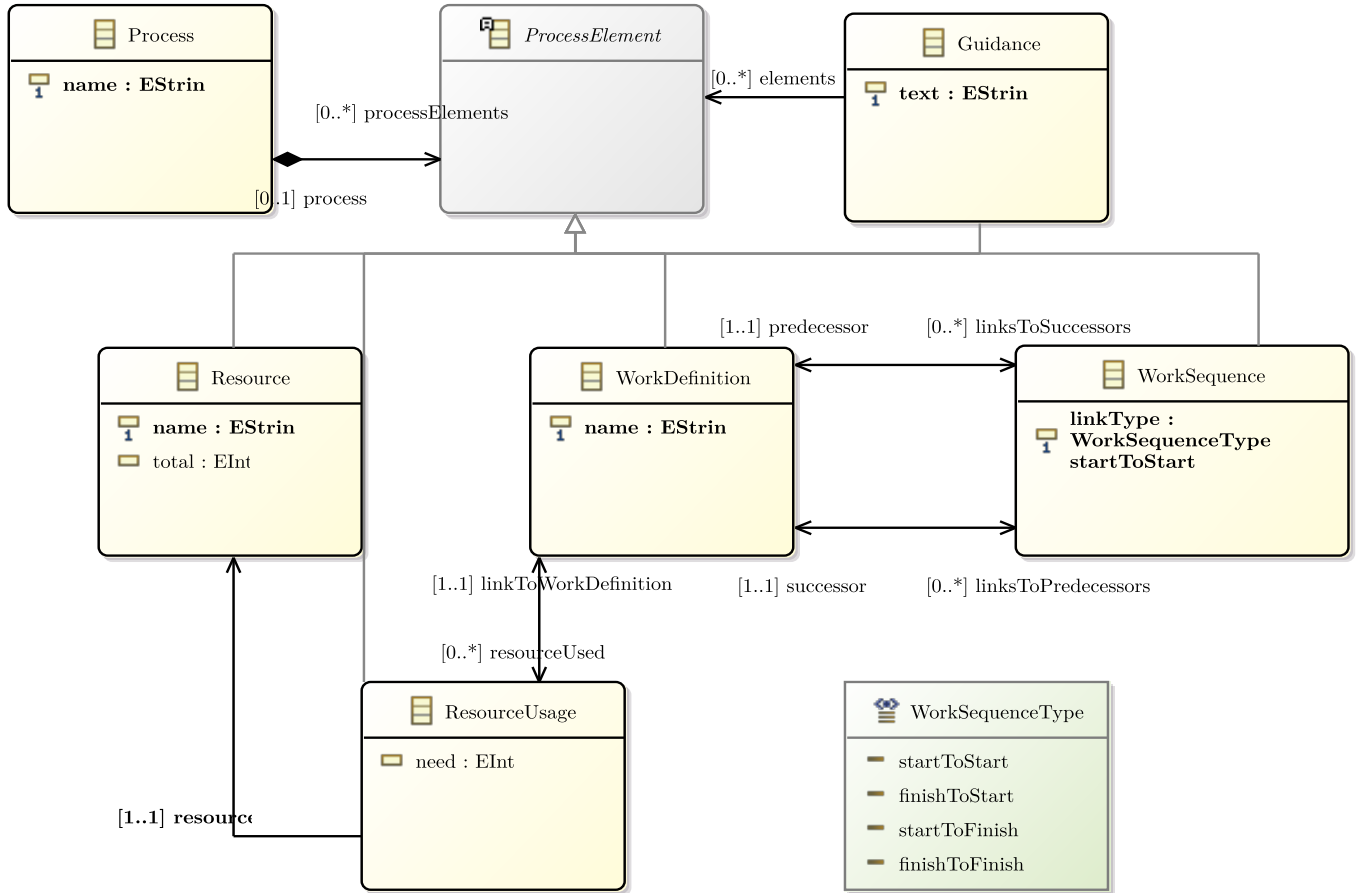 Process
name : EStrin
ProcessElement
Guidance
text : EStrin
[0..*] elements
[0..*] processElements
[0..1] process
[1..1] predecessor
[0..*] linksToSuccessors
Resource
name : EStrin
total : EInt
WorkDefinition
name : EStrin
WorkSequence
linkType :
WorkSequenceType
startToStart
[1..1] linkToWorkDefinition
[1..1] successor
[0..*] linksToPredecessors
[0..*] resourceUsed
ResourceUsage
need : EInt
[1..1] resource
WorkSequenceType
startToStart
finishToStart
startToFinish
finishToFinish